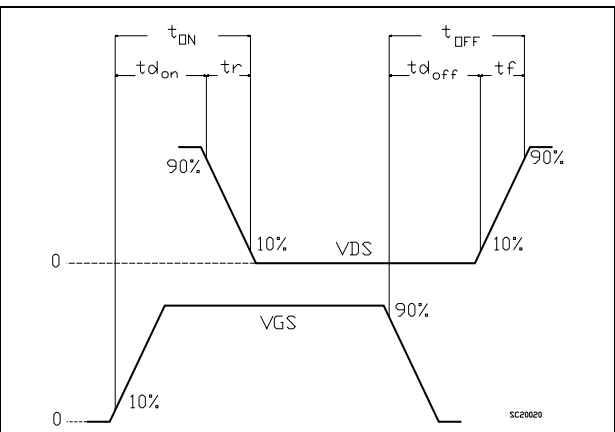 tON tOFF
tdon tr tdoff tf
90% 90%
10% VDS 10%
0
90%
VGS
10%
0 SC20020